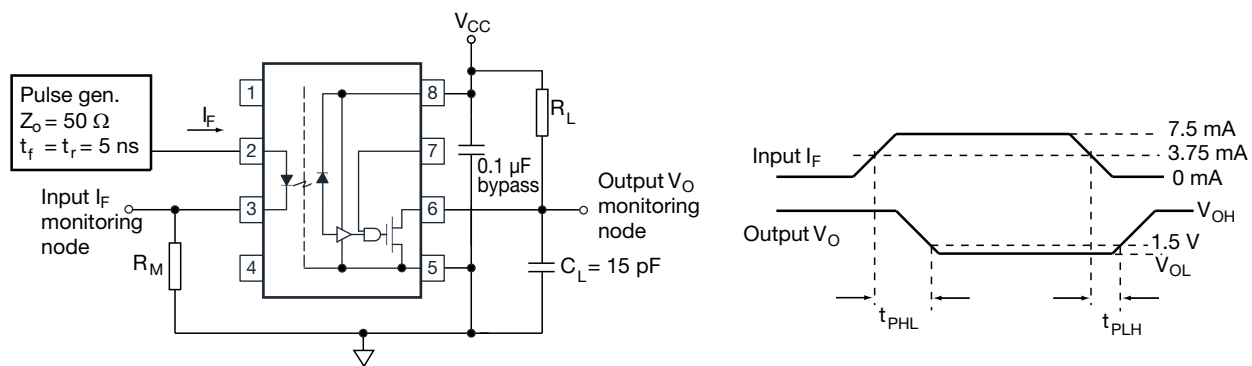 V_CC
Pulse gen.
Z_o = 50 Ω
t_f = t_r = 5 ns
I_F
1
2
3
4
8
7
6
5
R_L
0.1 µF
bypass
Input I_F
monitoring
node
R_M
Output V_O
monitoring
node
C_L = 15 pF
Input I_F
7.5 mA
3.75 mA
0 mA
Output V_O
V_OH
1.5 V
V_OL
t_PHL
t_PLH